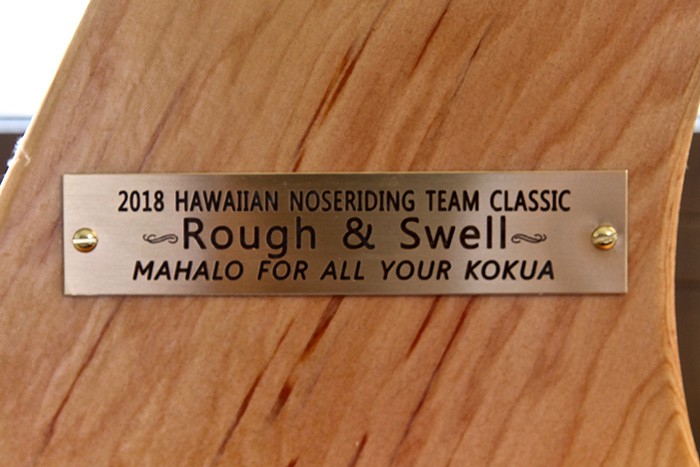 2018 HAWAIIAN NOSERIDING TEAM CLASSIC
Rough & Swell
MAHALO FOR ALL YOUR KOKUA